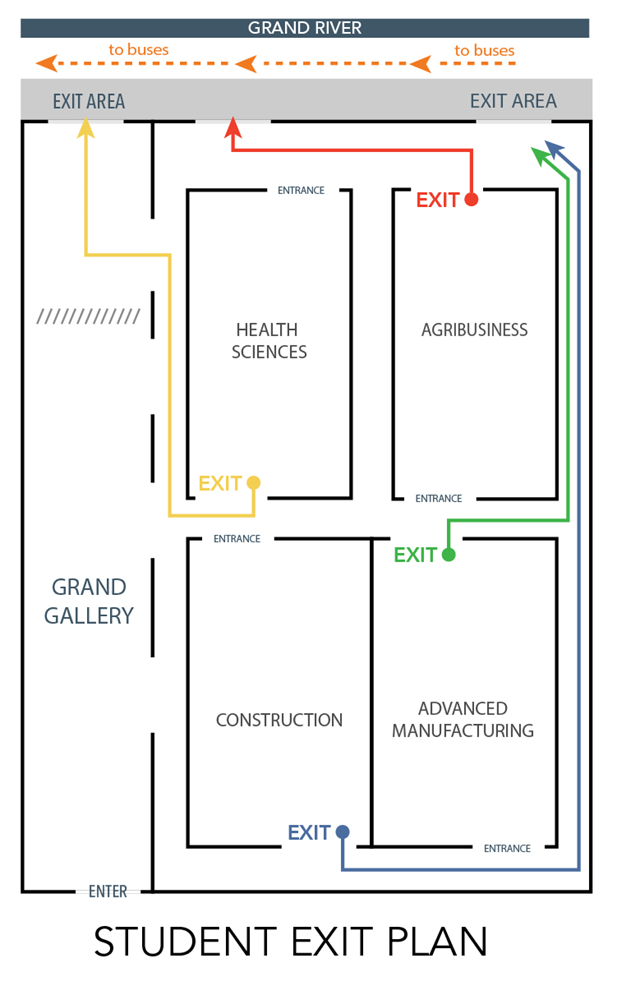 GRAND RIVER
to buses
to buses
EXIT AREA
EXIT AREA
ENTRANCE
EXIT
HEALTH
SCIENCES
AGRIBUSINESS
EXIT
ENTRANCE
ENTRANCE
EXIT
GRAND
GALLERY
CONSTRUCTION
ADVANCED
MANUFACTURING
EXIT
ENTRANCE
ENTER
STUDENT EXIT PLAN